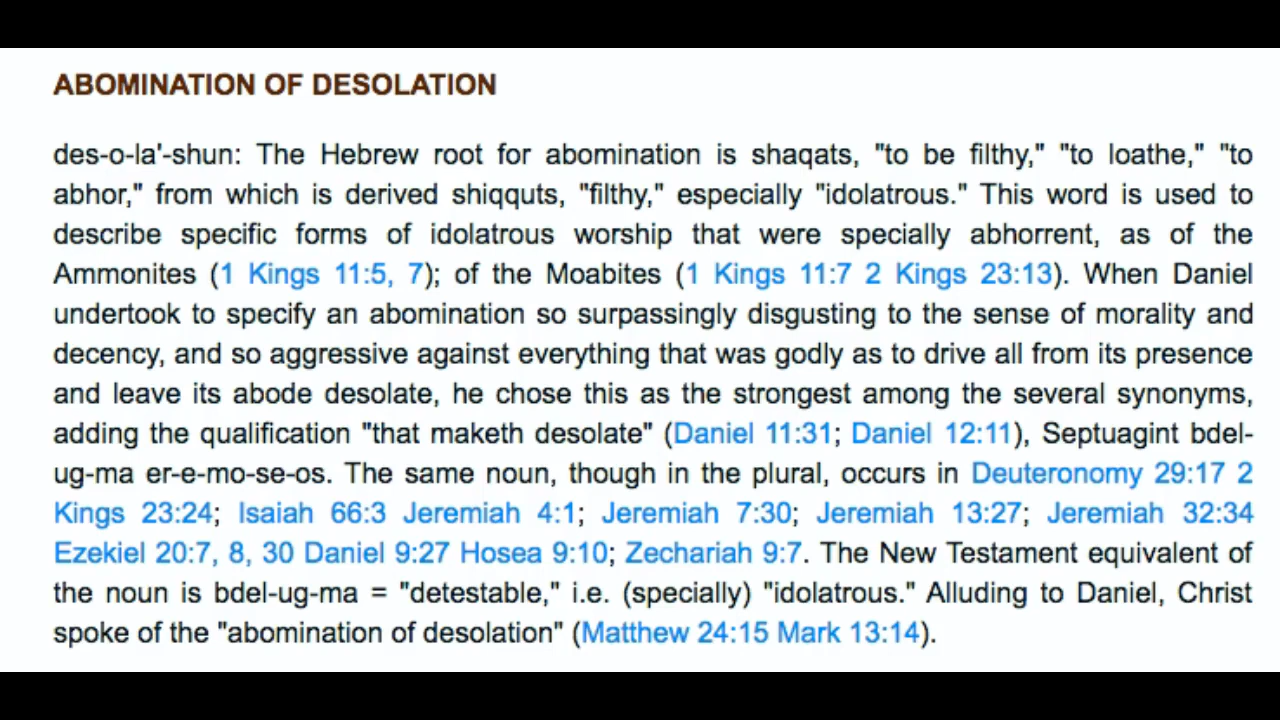 ABOMINATION OF DESOLATION
des-o-la'-shun: The Hebrew root for abomination is shaqats, "to be filthy," "to loathe," "to
abhor," from which is derived shiqquts, "filthy," especially "idolatrous." This word is used to
describe specific forms of idolatrous worship that were specially abhorrent, as of the
Ammonites (1 Kings 11:5, 7); of the Moabites (1 Kings 11:7 2 Kings 23:13). When Daniel
undertook to specify an abomination so surpassingly disgusting to the sense of morality and
decency, and so aggressive against everything that was godly as to drive all from its presence
and leave its abode desolate, he chose this as the strongest among the several synonyms,
adding the qualification "that maketh desolate" (Daniel 11:31; Daniel 12:11), Septuagint bdel-
ug-ma er-e-mo-se-os. The same noun, though in the plural, occurs in Deuteronomy 29:17 2
Kings 23:24; Isaiah 66:3 Jeremiah 4:1; Jeremiah 7:30; Jeremiah 13:27; Jeremiah 32:34
Ezekiel 20:7, 8, 30 Daniel 9:27 Hosea 9:10; Zechariah 9:7. The New Testament equivalent of
the noun is bdel-ug-ma = "detestable," i.e. (specially) "idolatrous." Alluding to Daniel, Christ
spoke of the "abomination of desolation" (Matthew 24:15 Mark 13:14).